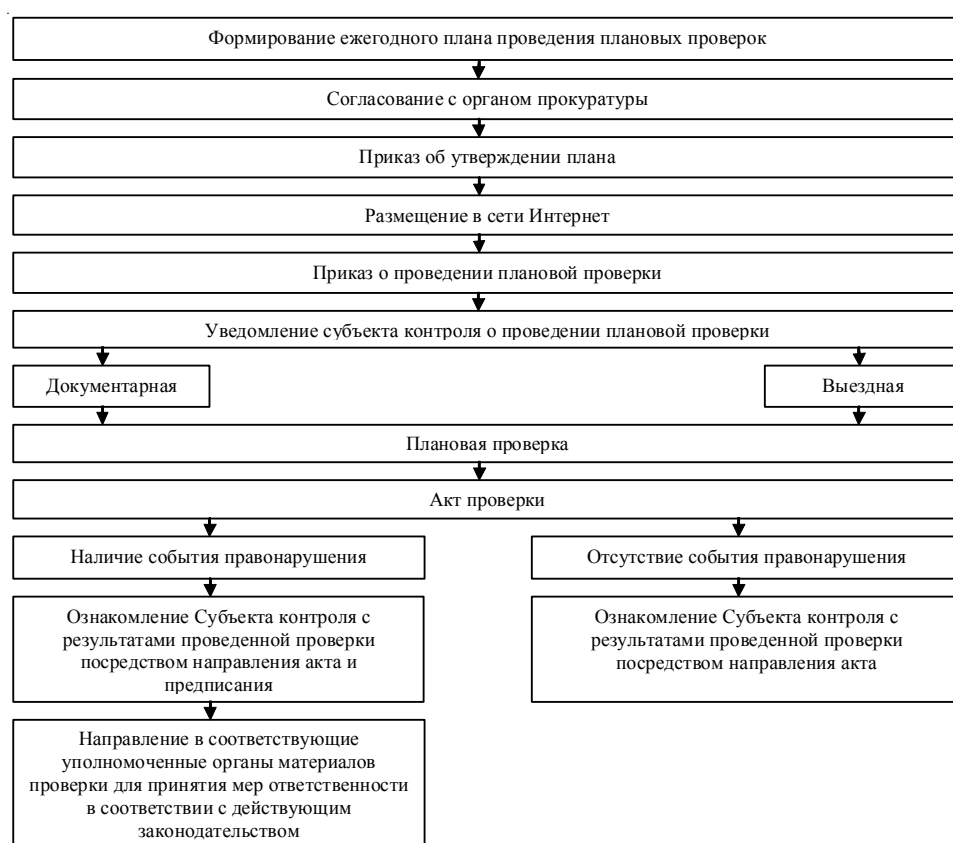 Формирование ежегодного плана проведения плановых проверок
Согласование с органом прокуратуры
Приказ об утверждении плана
Размещение в сети Интернет
Приказ о проведении плановой проверки
Уведомление субъекта контроля о проведении плановой проверки
Документарная
Выездная
Плановая проверка
Акт проверки
Наличие события правонарушения
Отсутствие события правонарушения
Ознакомление Субъекта контроля с
результатами проведенной проверки
посредством направления акта и
предписания
Ознакомление Субъекта контроля с
результатами проведенной проверки
посредством направления акта
Направление в соответствующие
уполномоченные органы материалов
проверки для принятия мер ответственности
в соответствии с действующим
законодательством